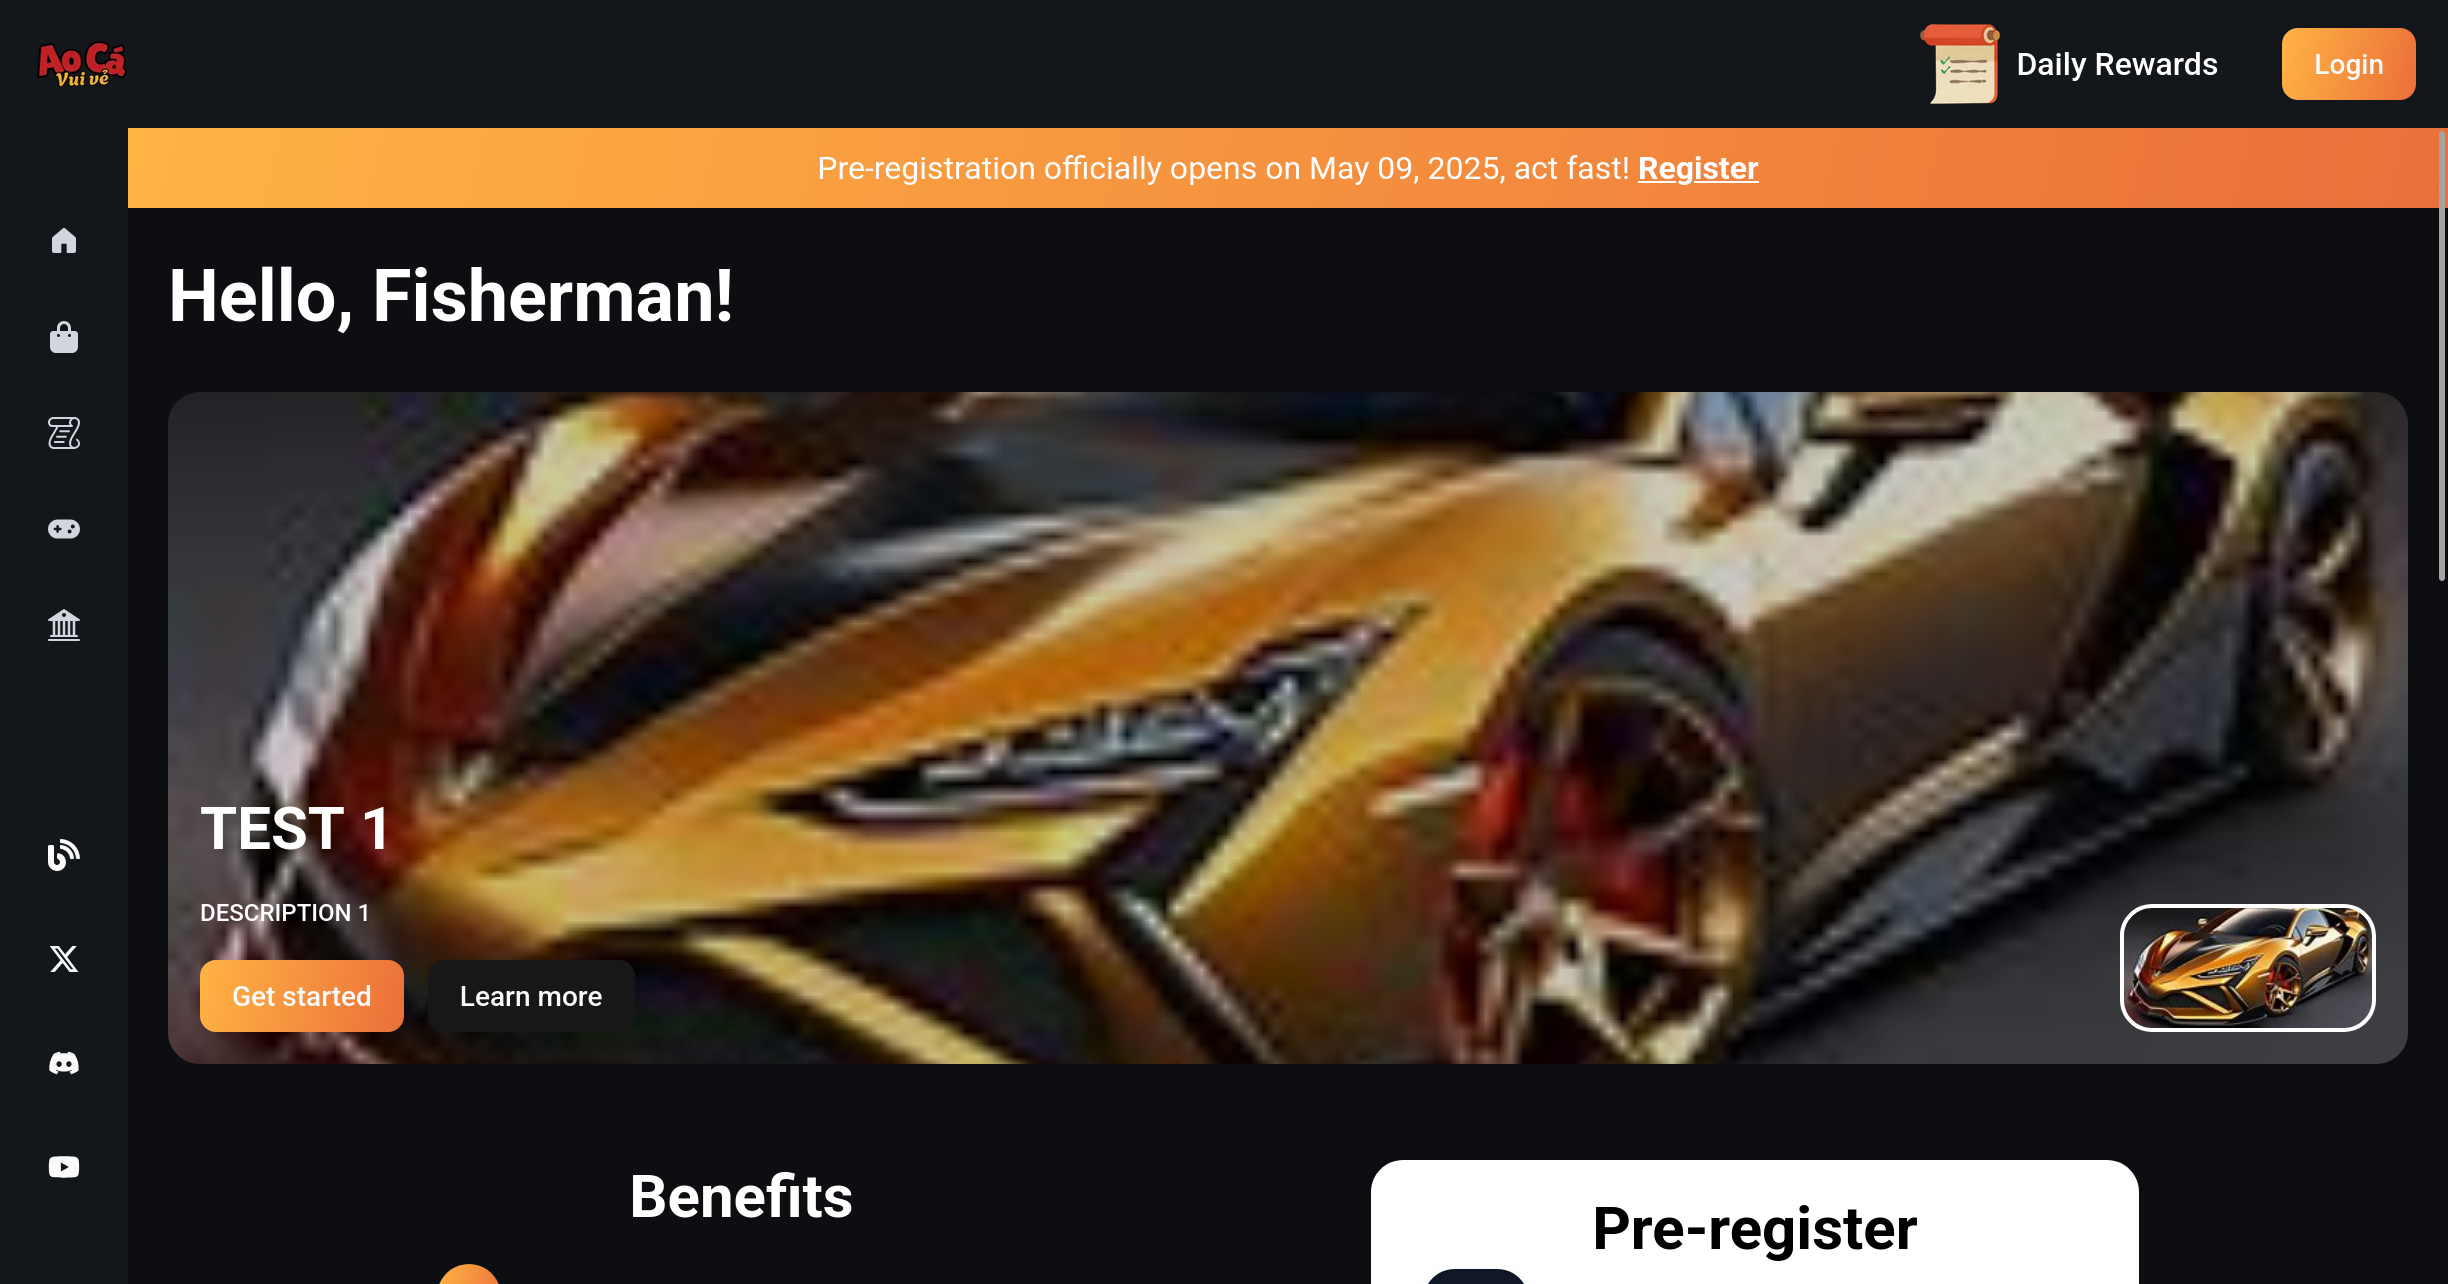 Ao Cá
Vui vẻ
Daily Rewards
Login
Pre-registration officially opens on May 09, 2025, act fast! Register
Hello, Fisherman!
TEST 1
DESCRIPTION 1
Get started
Learn more
Benefits
Pre-register